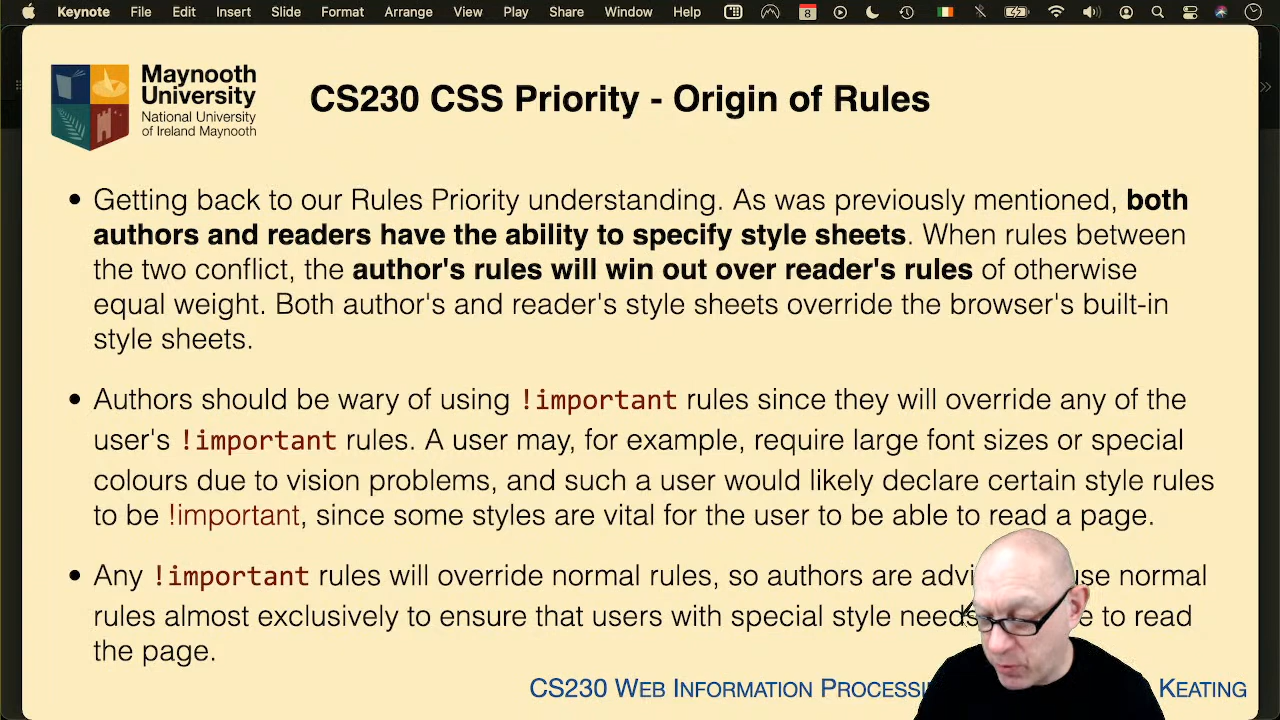 Keynote File Edit Insert Slide Format Arrange View Play Share Window Help 8
Maynooth
University
National University
of Ireland Maynooth
CS230 CSS Priority - Origin of Rules
• Getting back to our Rules Priority understanding. As was previously mentioned, both
authors and readers have the ability to specify style sheets. When rules between
the two conflict, the author's rules will win out over reader's rules of otherwise
equal weight. Both author's and reader's style sheets override the browser's built-in
style sheets.
• Authors should be wary of using !important rules since they will override any of the
user's !important rules. A user may, for example, require large font sizes or special
colours due to vision problems, and such a user would likely declare certain style rules
to be !important, since some styles are vital for the user to be able to read a page.
• Any !important rules will override normal rules, so authors are use normal
rules almost exclusively to ensure that users with special style needs to read
the page.
CS230 Web Information Keating